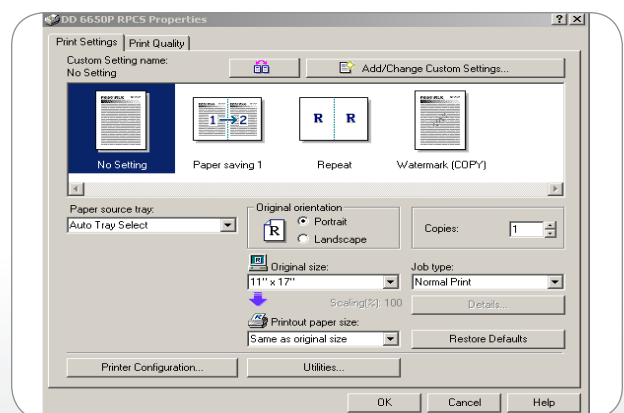 DD 6650P RPCS Properties
Print Settings Print Quality
Custom Setting name:
No Setting
Add/Change Custom Settings...
1 2
R R
No Setting Paper saving 1 Repeat Watermark (COPY)
Paper source tray:
Auto Tray Select
Original orientation
R
Portrait
Landscape
Copies: 1
Original size:
11" x 17"
Job type:
Normal Print
Scaling(%): 100
Details...
Printout paper size:
Same as original size
Restore Defaults
Printer Configuration... Utilities...
OK Cancel Help